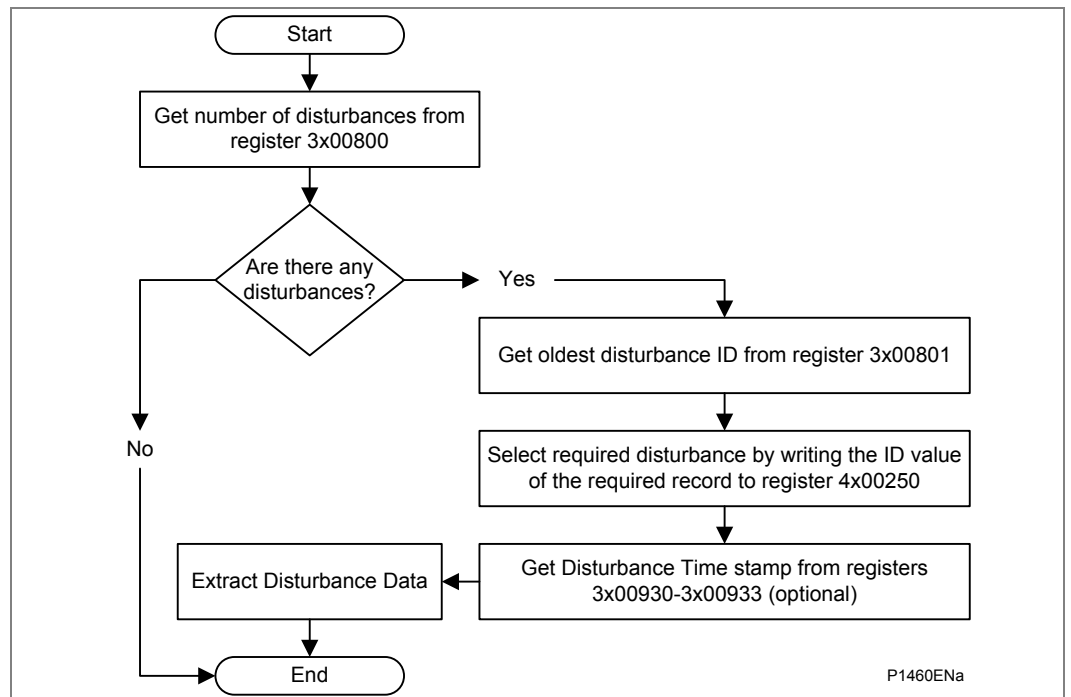 Start
Get number of disturbances from
register 3x00800
Are there any
disturbances?
Yes
Get oldest disturbance ID from register 3x00801
No
Select required disturbance by writing the ID value
of the required record to register 4x00250
Extract Disturbance Data
Get Disturbance Time stamp from registers
3x00930-3x00933 (optional)
End
P1460ENa